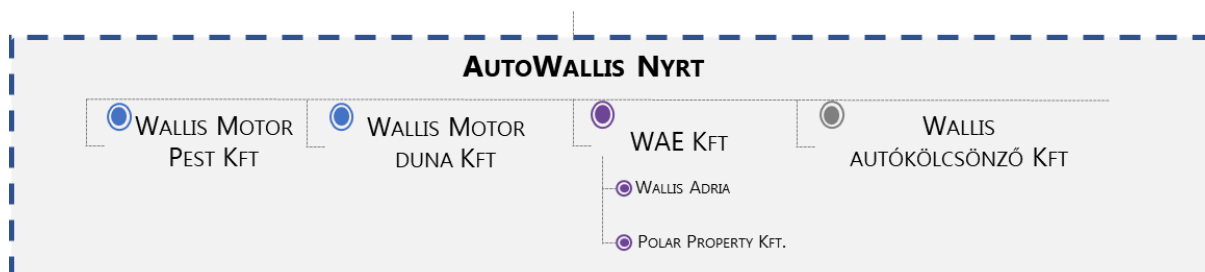 AutoWallis Nyrt
Wallis Motor
Pest Kft
Wallis Motor
duna Kft
WAE Kft
Wallis Adria
Polar Property Kft.
Wallis
autókölcsönző Kft